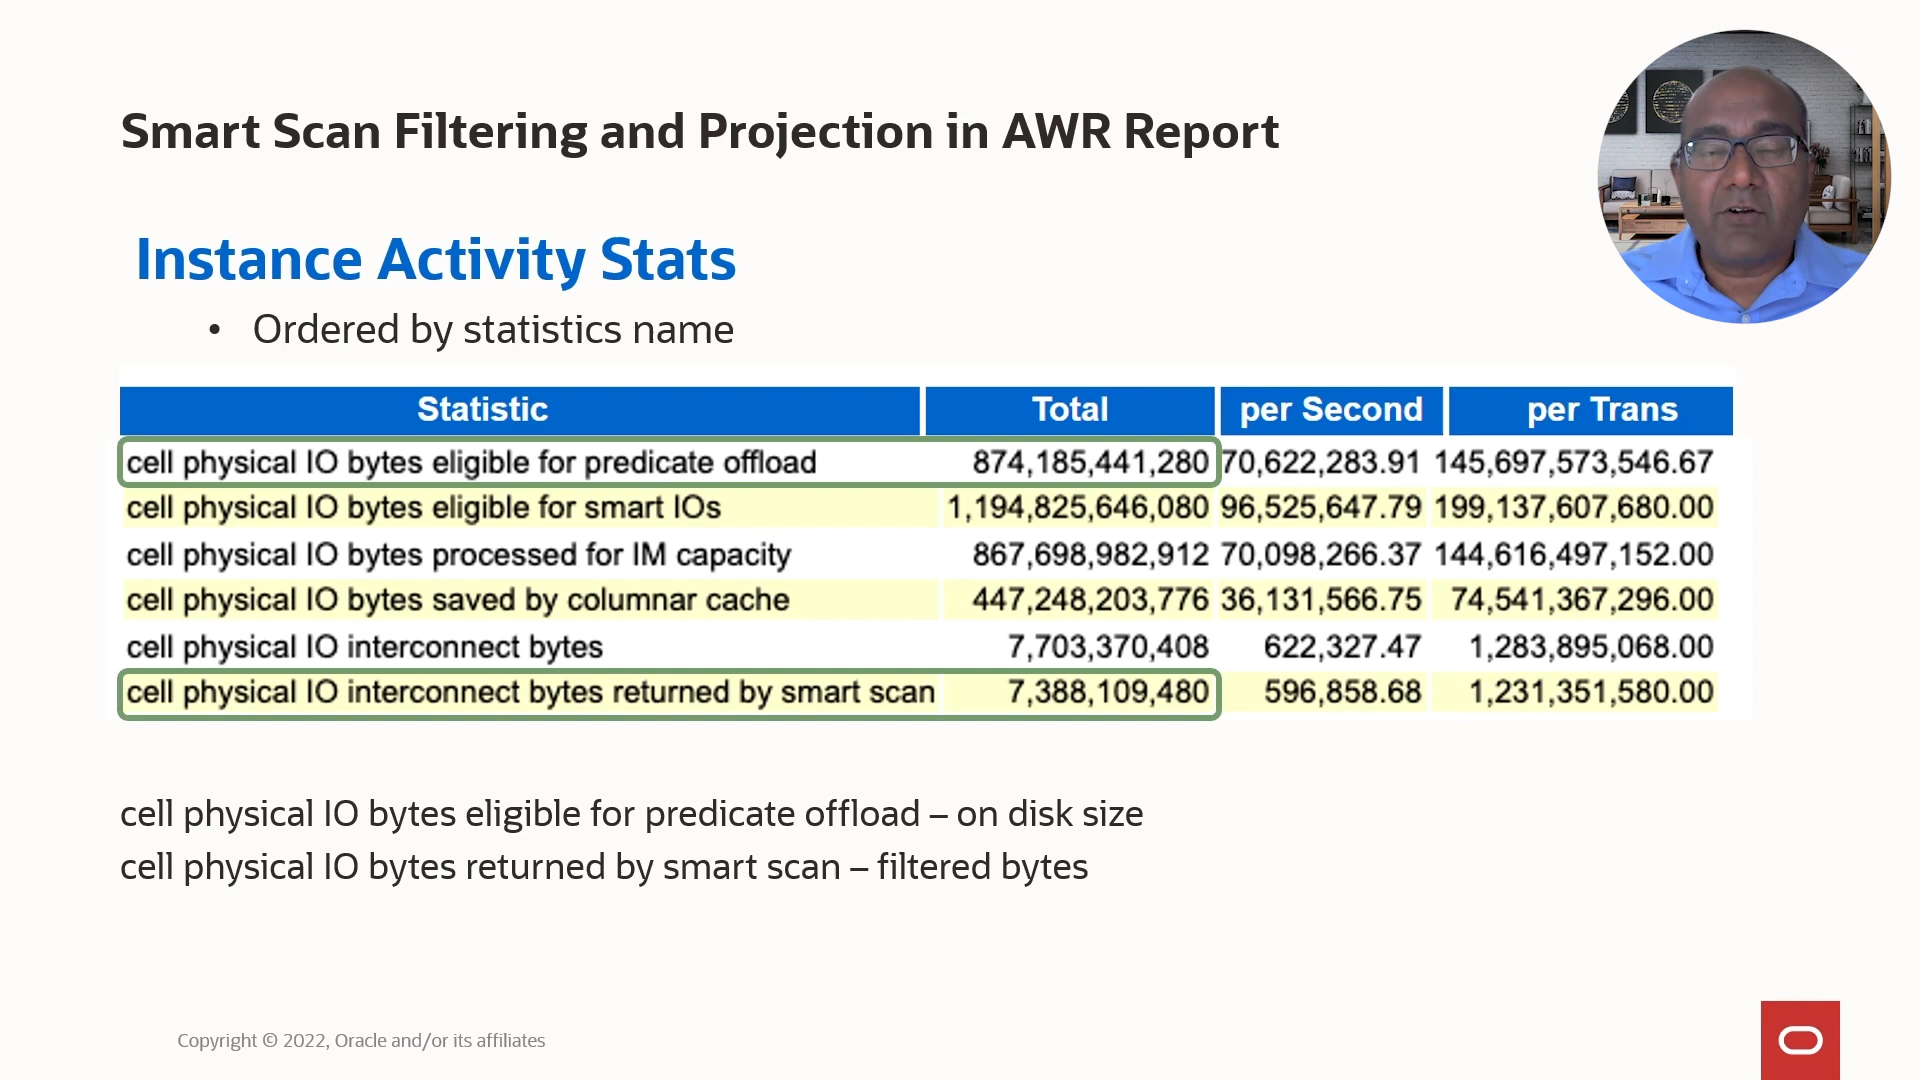 Smart Scan Filtering and Projection in AWR Report
Instance Activity Stats
• Ordered by statistics name
Statistic Total per Second per Trans
cell physical IO bytes eligible for predicate offload 874,185,441,280 70,622,283.91 145,697,573,546.67
cell physical IO bytes eligible for smart IOs 1,194,825,646,080 96,525,647.79 199,137,607,680.00
cell physical IO bytes processed for IM capacity 867,698,982,912 70,098,266.37 144,616,497,152.00
cell physical IO bytes saved by columnar cache 447,248,203,776 36,131,566.75 74,541,367,296.00
cell physical IO interconnect bytes 7,703,370,408 622,327.47 1,283,895,068.00
cell physical IO interconnect bytes returned by smart scan 7,388,109,480 596,858.68 1,231,351,580.00
cell physical IO bytes eligible for predicate offload – on disk size
cell physical IO bytes returned by smart scan – filtered bytes
Copyright © 2022, Oracle and/or its affiliates